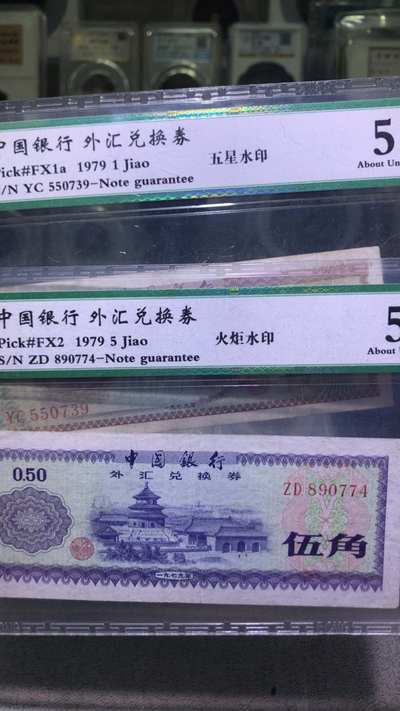 中国银行 外汇兑换券
Pick#FX1a 1979 1 Jiao 五星水印
S/N YC 550739-Note guarantee
5
About Un
中国银行 外汇兑换券
Pick#FX2 1979 5 Jiao 火炬水印
S/N ZD 890774-Note guarantee
5
About U
YC 550739
中国银行
外汇兑换券
0.50
ZD 890774
伍角
一九七九年